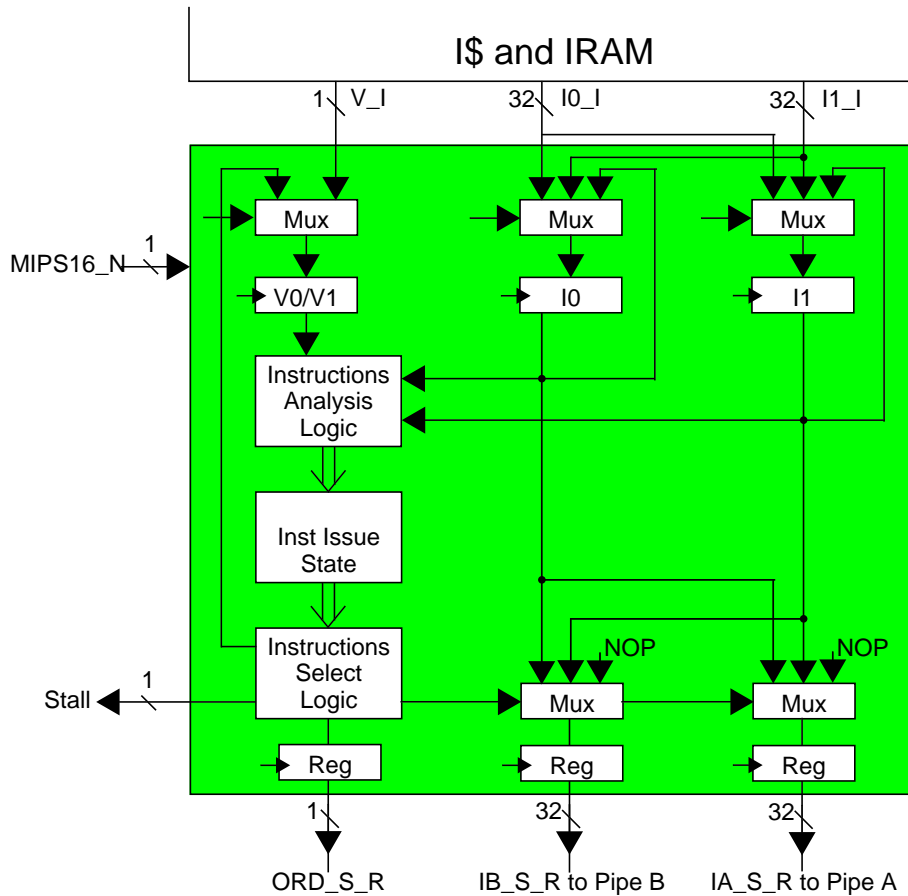 I$ and IRAM
1 V_I
32 I0_I
32 I1_I
Mux
Mux
Mux
MIPS16_N
1
V0/V1
I0
I1
Instructions
Analysis
Logic
Inst Issue
State
Instructions
Select
Logic
NOP
NOP
Stall
1
Mux
Mux
Reg
Reg
Reg
1
32
32
ORD_S_R
IB_S_R to Pipe B
IA_S_R to Pipe A